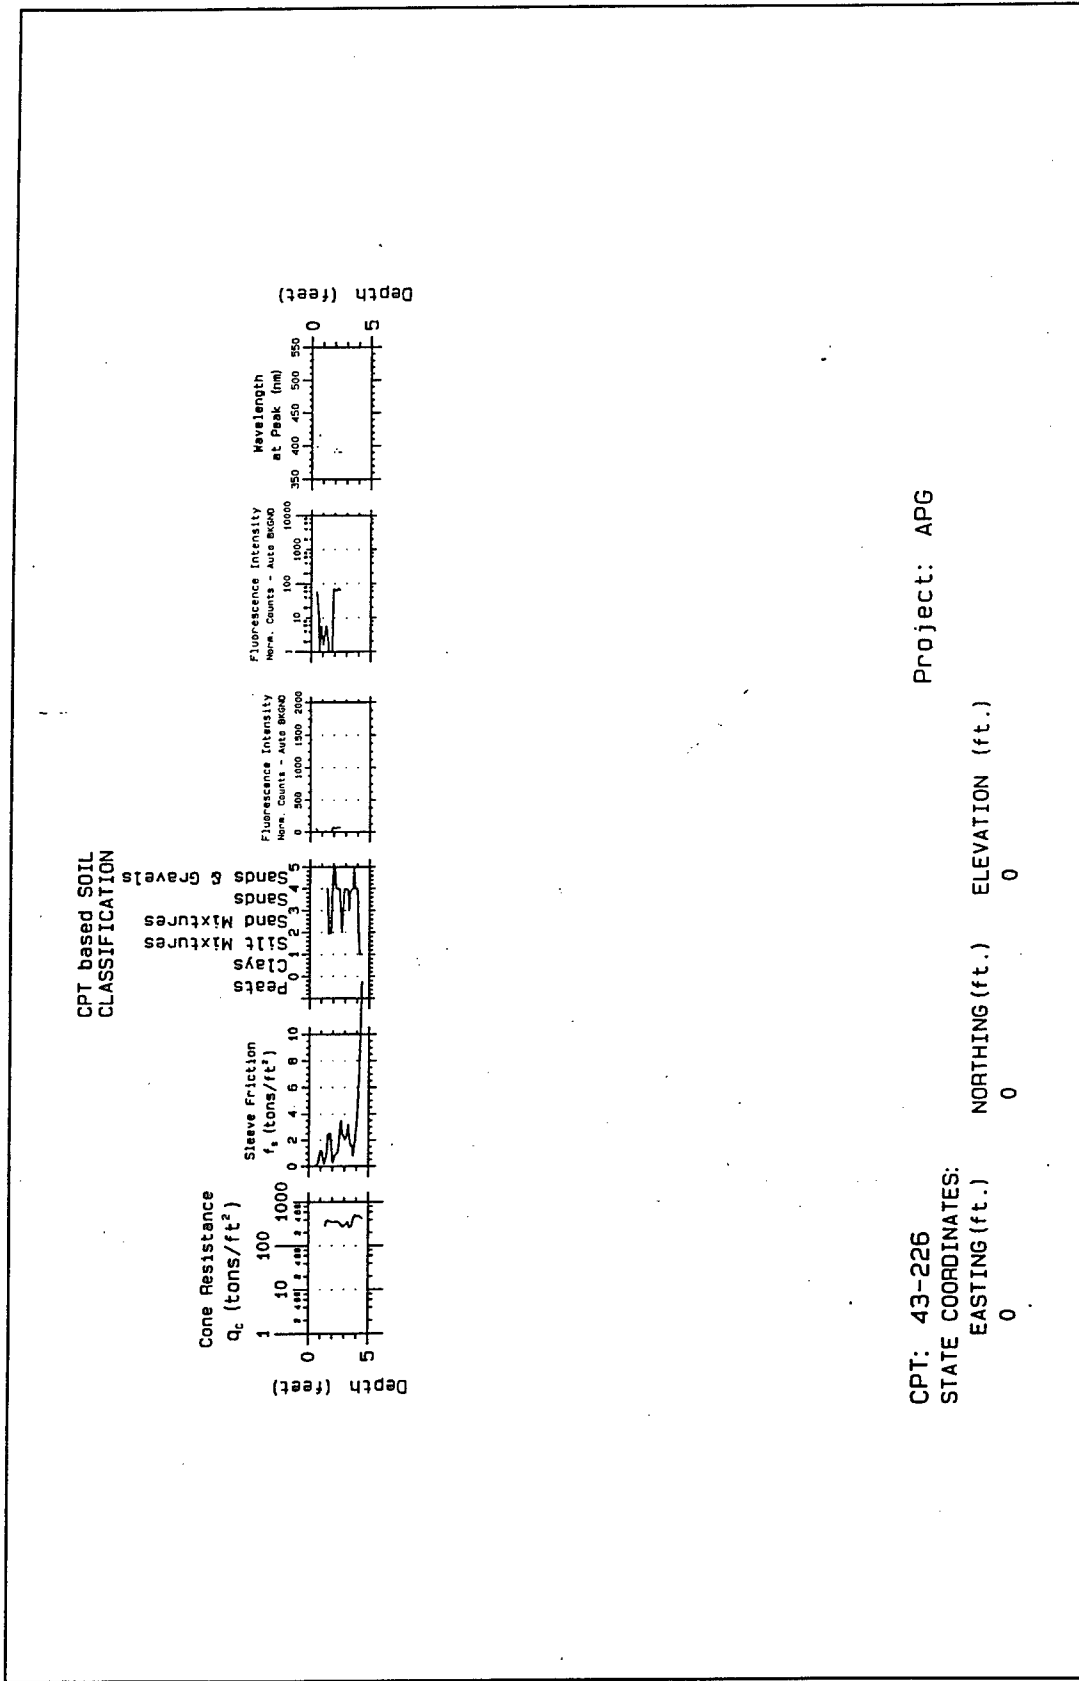 CPT based SOIL
CLASSIFICATION
Cone Resistance
qc (tons/ft²)
1 10 100 1000
Depth (feet)
0
5
Sleeve Friction
fs (tons/ft²)
0 2 4 6 8 10
Peats
Clays
Silt Mixtures
Sand Mixtures
Sands
Sands & Gravels
0 1 2 3 4 5
Fluorescence Intensity
Norm. Counts - Auto BKGND
0 500 1000 1500 2000
Fluorescence Intensity
Norm. Counts - Auto BKGND
1 10 100 1000 10000
Wavelength
at Peak (nm)
350 400 450 500 550
0
5
Depth (feet)
CPT: 43-226
Project: APG
STATE COORDINATES:
EASTING(ft.) NORTHING(ft.) ELEVATION (ft.)
0 0 0